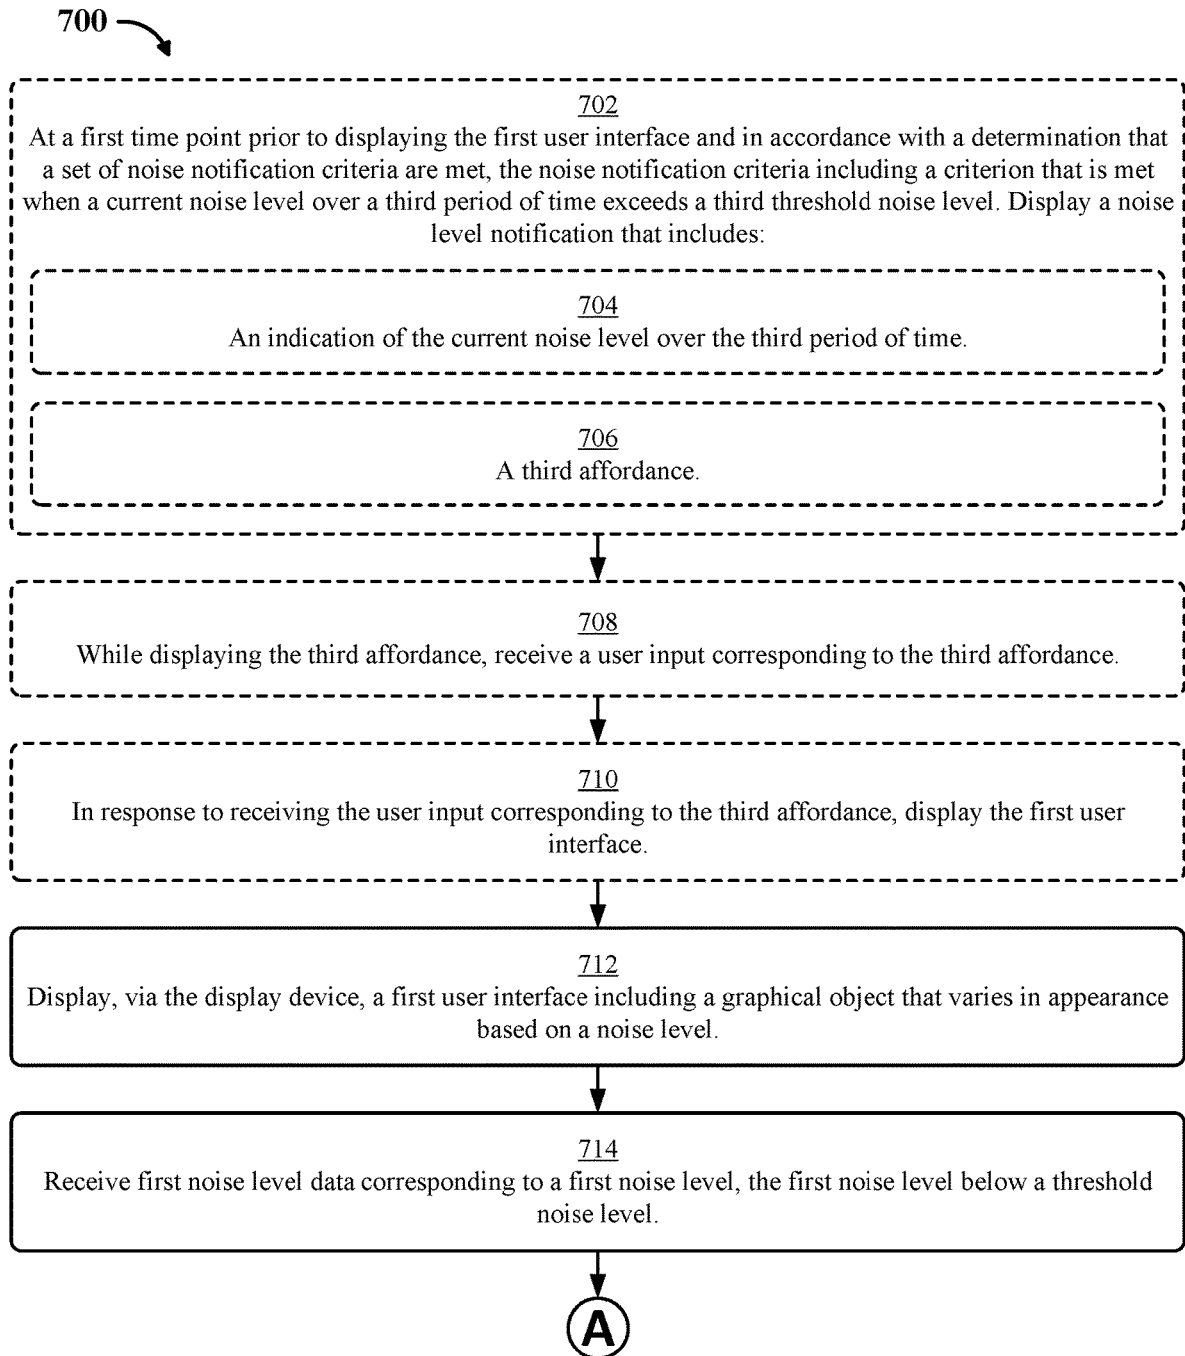 700
702
At a first time point prior to displaying the first user interface and in accordance with a determination that
a set of noise notification criteria are met, the noise notification criteria including a criterion that is met
when a current noise level over a third period of time exceeds a third threshold noise level. Display a noise
level notification that includes:
704
An indication of the current noise level over the third period of time.
706
A third affordance.
708
While displaying the third affordance, receive a user input corresponding to the third affordance.
710
In response to receiving the user input corresponding to the third affordance, display the first user
interface.
712
Display, via the display device, a first user interface including a graphical object that varies in appearance
based on a noise level.
714
Receive first noise level data corresponding to a first noise level, the first noise level below a threshold
noise level.
A